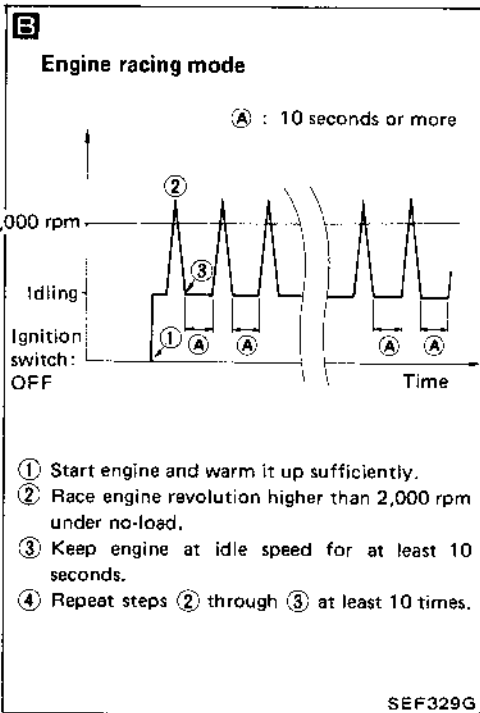 B
Engine racing mode
Ⓐ : 10 seconds or more
②
,000 rpm
③
Idling
① Ⓐ Ⓐ Ⓐ Ⓐ
Ignition
switch:
OFF
Time
① Start engine and warm it up sufficiently.
② Race engine revolution higher than 2,000 rpm
under no-load.
③ Keep engine at idle speed for at least 10
seconds.
④ Repeat steps ② through ③ at least 10 times.
SEF329G